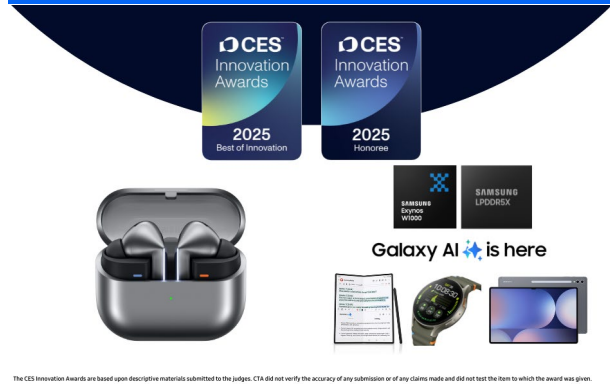 CES
Innovation
Awards
2025
Best of Innovation
CES
Innovation
Awards
2025
Honoree
SAMSUNG
Exynos
W1000
SAMSUNG
LPDDR5X
Galaxy AI is here
The CES Innovation Awards are based upon descriptive materials submitted to the judges. CTA did not verify the accuracy of any submission or of any claims made and did not test the item to which the award was given.